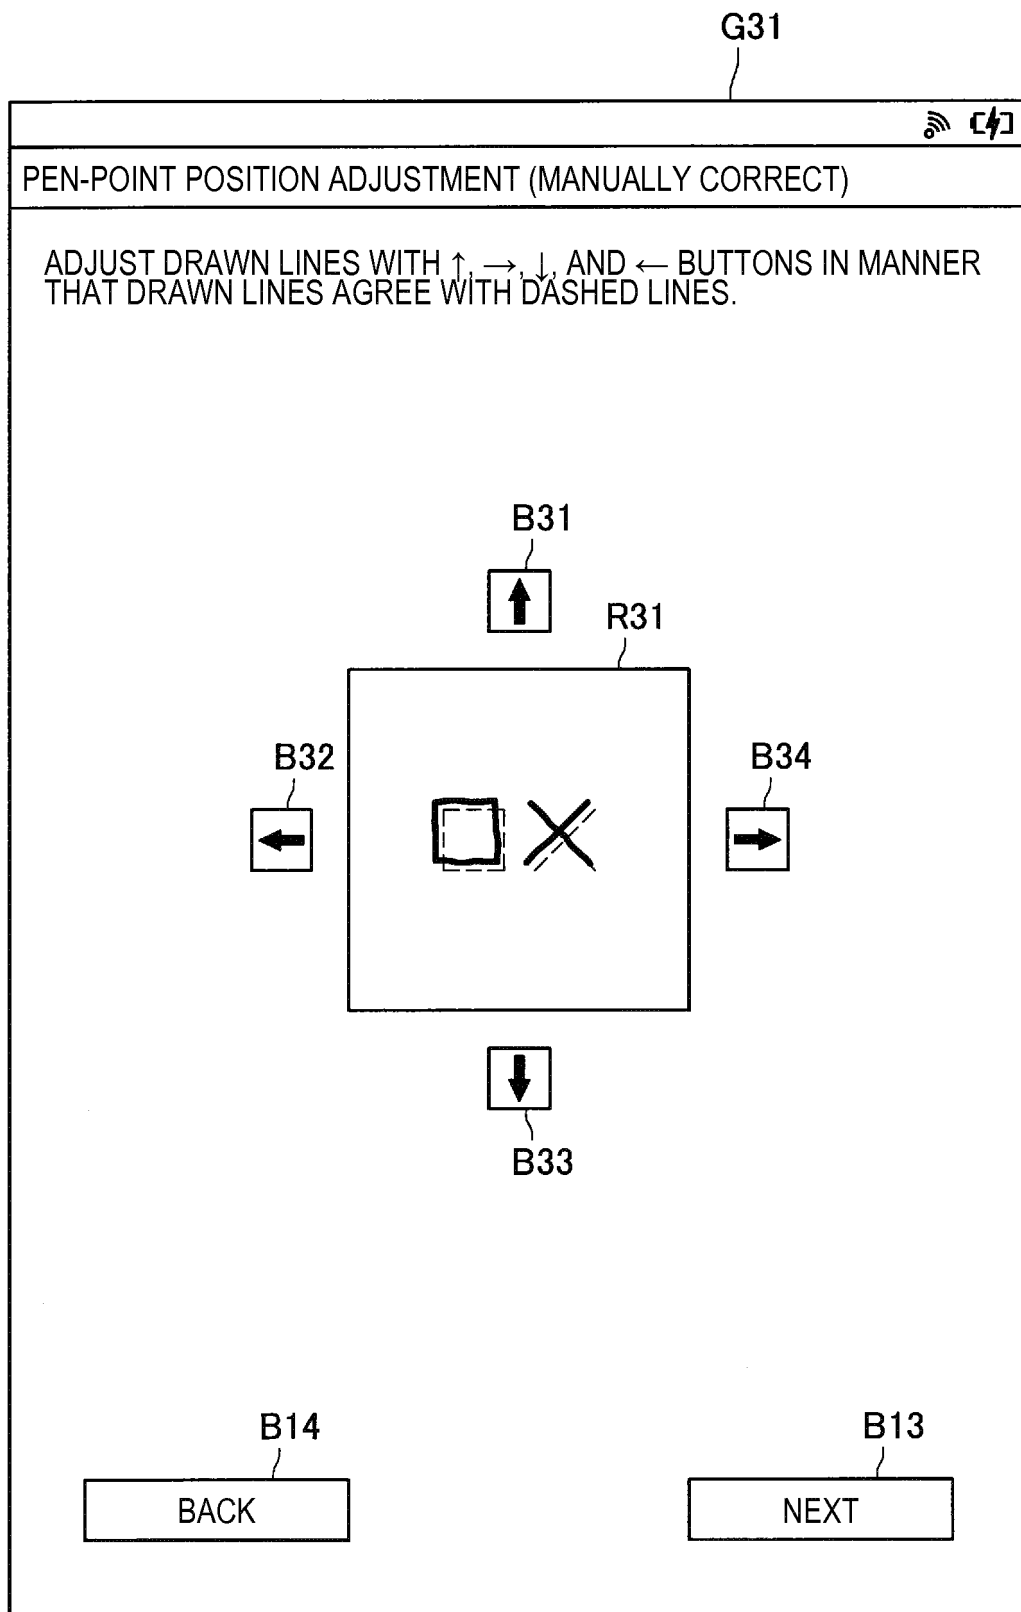 G31
PEN-POINT POSITION ADJUSTMENT (MANUALLY CORRECT)
ADJUST DRAWN LINES WITH ↑, →, ↓, AND ← BUTTONS IN MANNER
THAT DRAWN LINES AGREE WITH DASHED LINES.
B31
R31
B32
B34
B33
B14
B13
BACK
NEXT